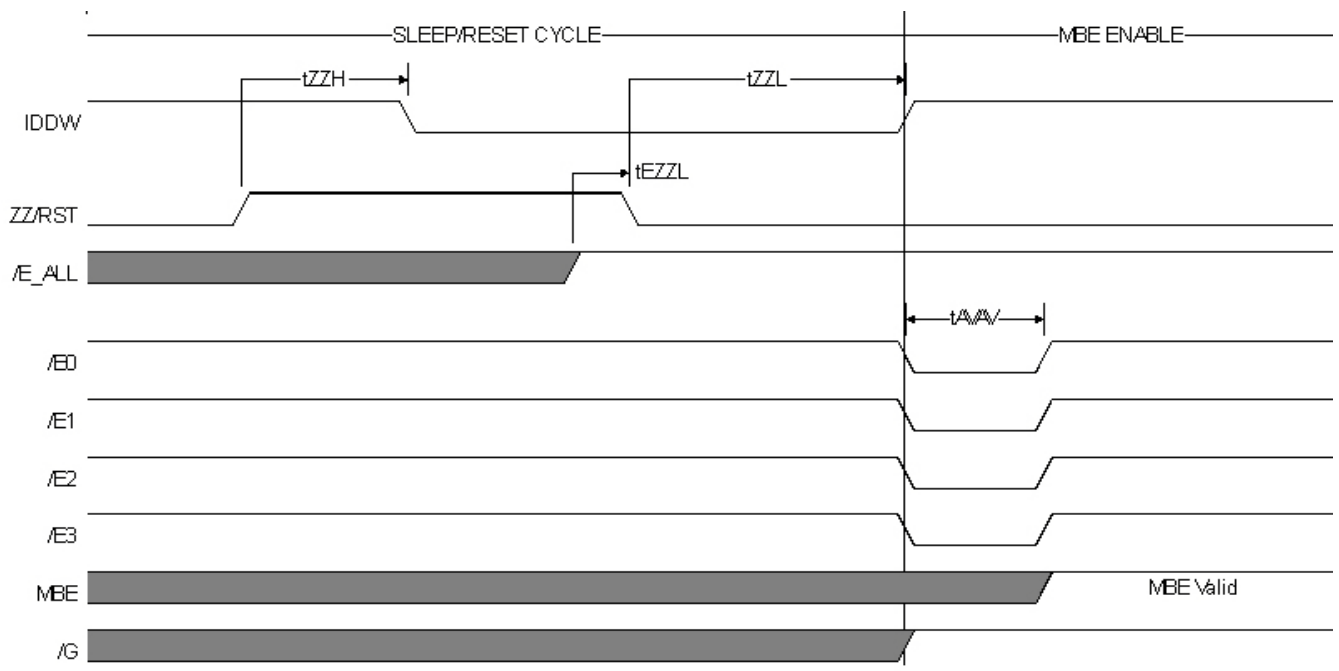 SLEEP/RESET CYCLE
MBE ENABLE
tZZH
tZZL
IDDW
tEZZL
ZZ/RST
/E_ALL
tAVAV
/E0
/E1
/E2
/E3
MBE
MBE Valid
/G